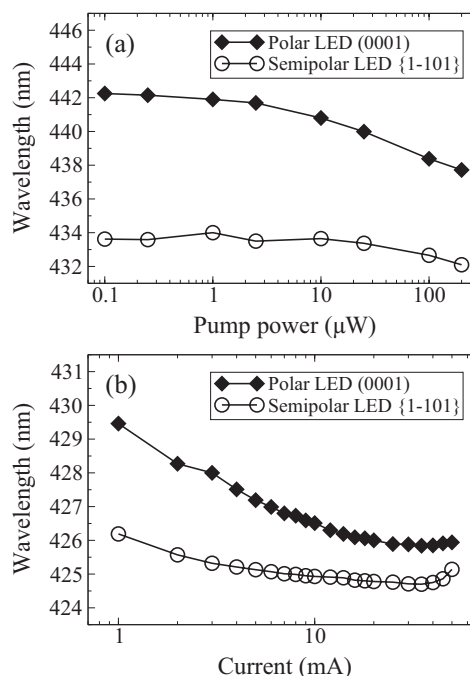 446
(a)
Polar LED (0001)
Semipolar LED {1-101}
444
442
440
438
436
434
432
Wavelength (nm)
0.1
1
10
100
Pump power (μW)
431
(b)
Polar LED (0001)
Semipolar LED {1-101}
430
429
428
427
426
425
424
Wavelength (nm)
1
10
Current (mA)